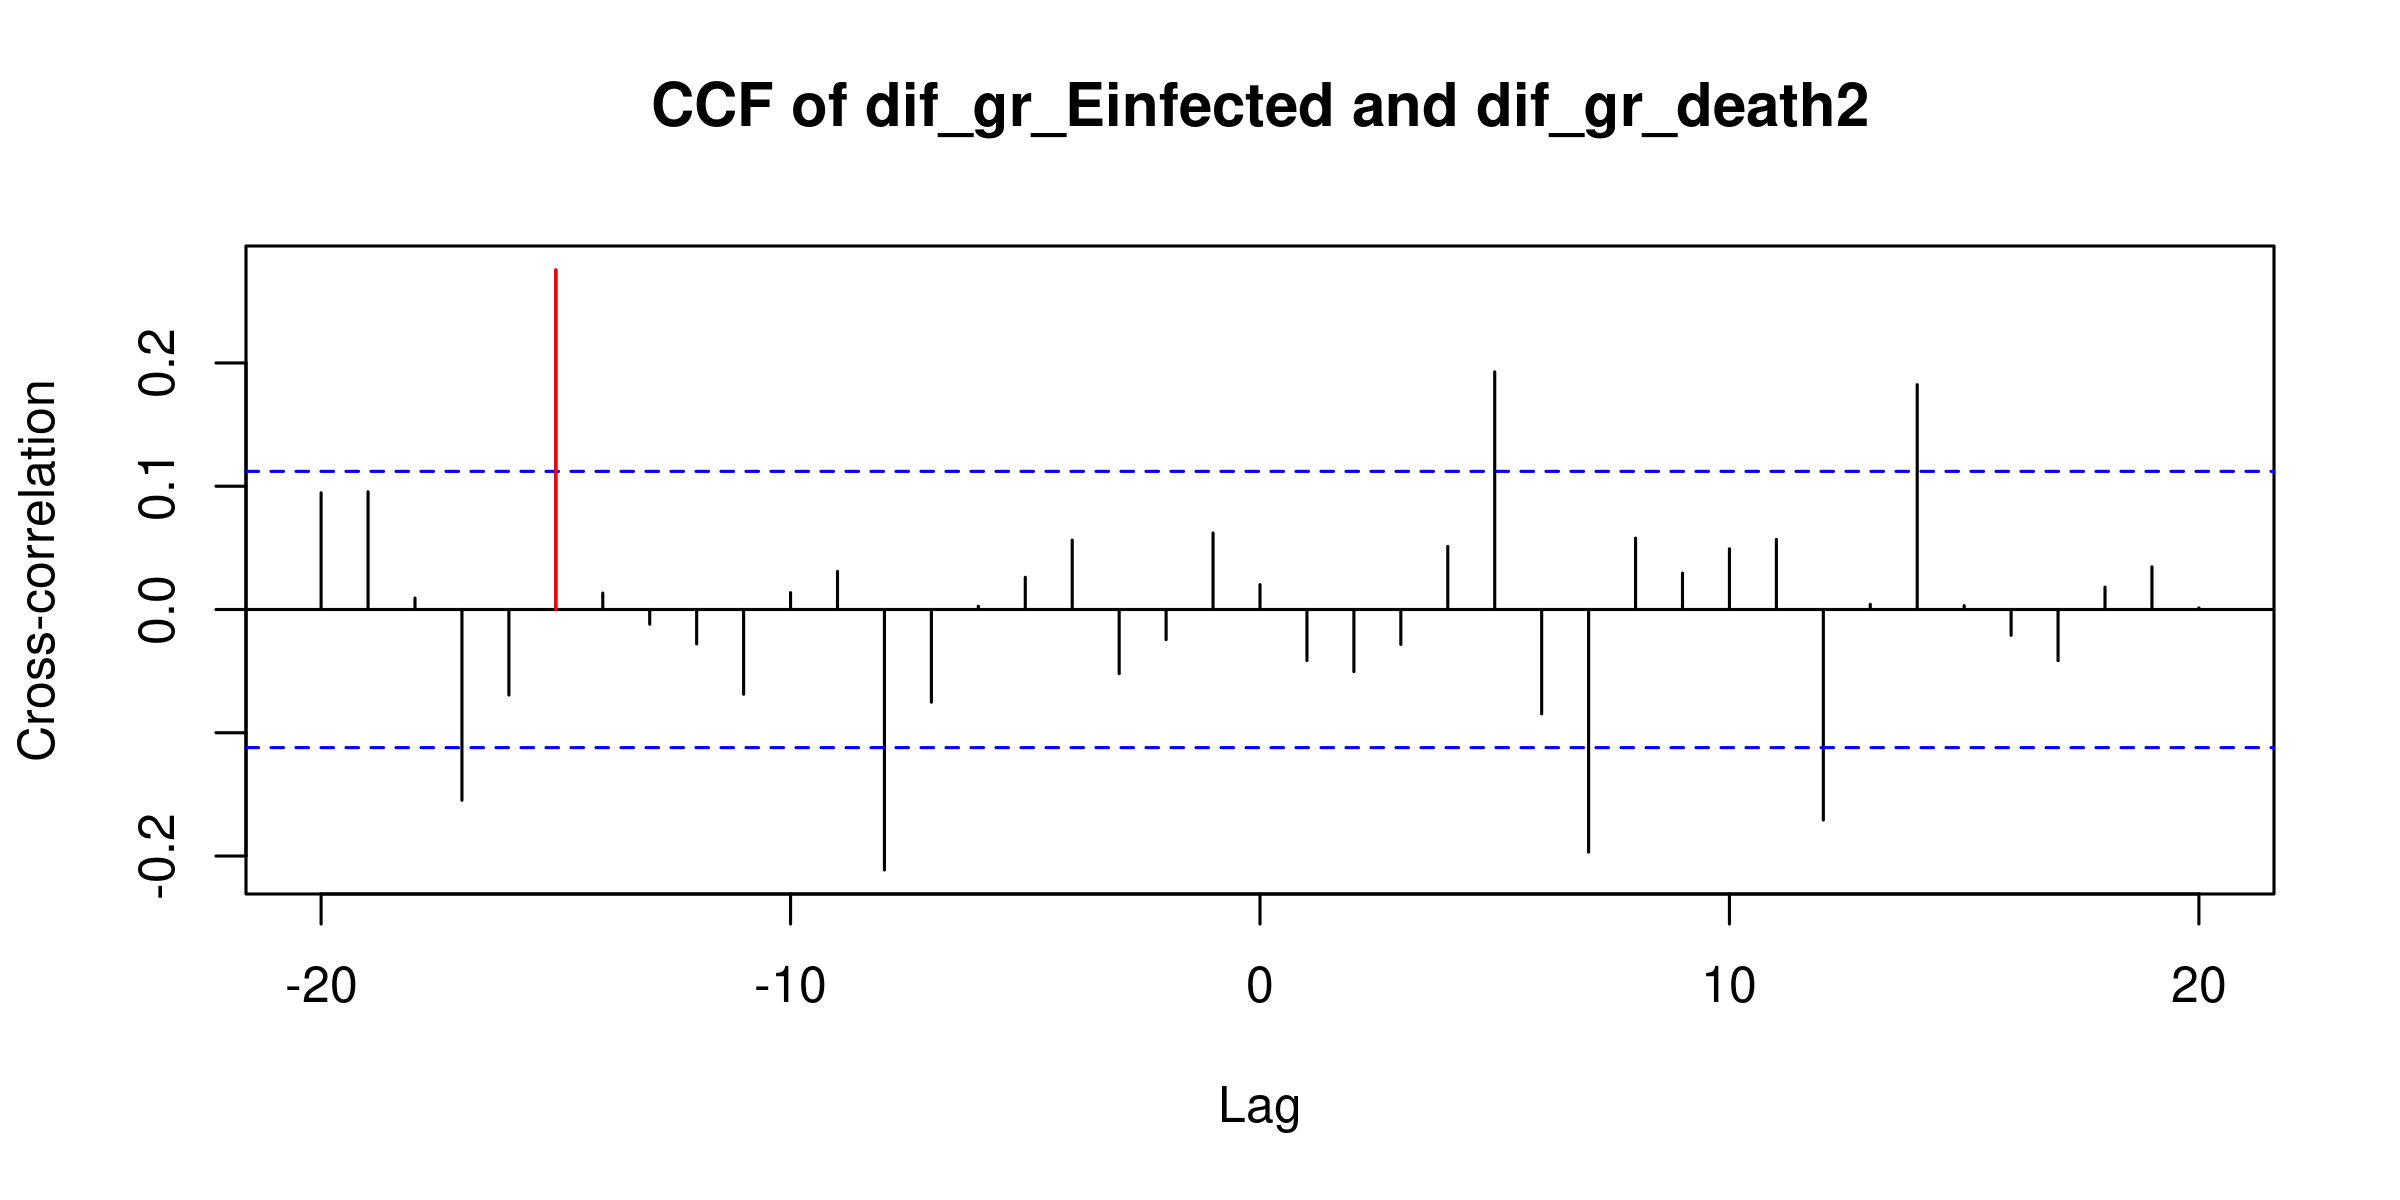 CCF of dif_gr_Einfected and dif_gr_death2
Cross-correlation
0.2
0.1
0.0
-0.2
-20 -10 0 10 20
Lag